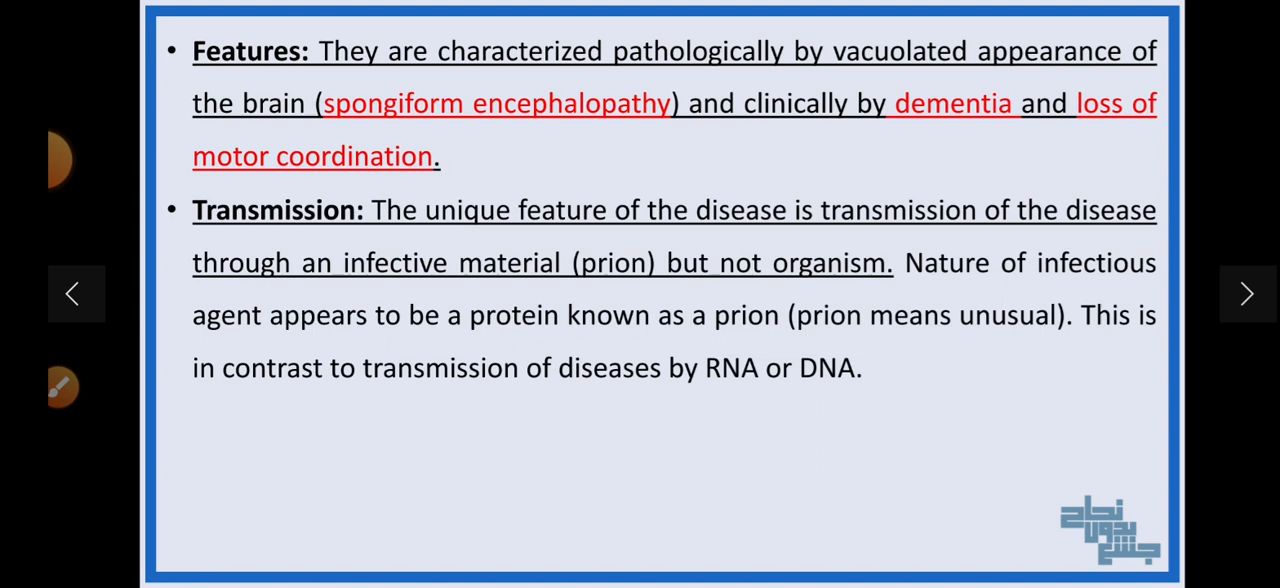 • Features: They are characterized pathologically by vacuolated appearance of
the brain (spongiform encephalopathy) and clinically by dementia and loss of
motor coordination.
• Transmission: The unique feature of the disease is transmission of the disease
through an infective material (prion) but not organism. Nature of infectious
agent appears to be a protein known as a prion (prion means unusual). This is
in contrast to transmission of diseases by RNA or DNA.
نجاح
بدون
جشع